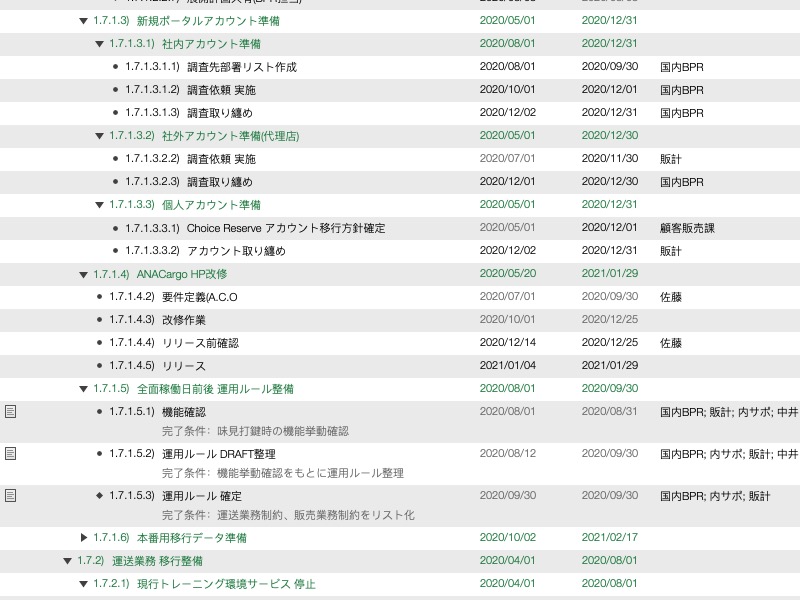 1.7.1.3) 新規ポータルアカウント準備 2020/05/01 2020/12/31
1.7.1.3.1) 社内アカウント準備 2020/08/01 2020/12/31
1.7.1.3.1.1) 調査先部署リスト作成 2020/08/01 2020/09/30 国内BPR
1.7.1.3.1.2) 調査依頼 実施 2020/10/01 2020/12/01 国内BPR
1.7.1.3.1.3) 調査取り纏め 2020/12/02 2020/12/31 国内BPR
1.7.1.3.2) 社外アカウント準備(代理店) 2020/05/01 2020/12/30
1.7.1.3.2.2) 調査依頼 実施 2020/07/01 2020/11/30 販計
1.7.1.3.2.3) 調査取り纏め 2020/12/01 2020/12/30 国内BPR
1.7.1.3.3) 個人アカウント準備 2020/05/01 2020/12/31
1.7.1.3.3.1) Choice Reserve アカウント移行方針確定 2020/05/01 2020/12/01 顧客販売課
1.7.1.3.3.2) アカウント取り纏め 2020/12/02 2020/12/31 販計
1.7.1.4) ANACargo HP改修 2020/05/20 2021/01/29
1.7.1.4.2) 要件定義(A.C.O 2020/07/01 2020/09/30 佐藤
1.7.1.4.3) 改修作業 2020/10/01 2020/12/25
1.7.1.4.4) リリース前確認 2020/12/14 2020/12/25 佐藤
1.7.1.4.5) リリース 2021/01/04 2021/01/29
1.7.1.5) 全面稼働日前後 運用ルール整備 2020/08/01 2020/09/30
1.7.1.5.1) 機能確認 2020/08/01 2020/08/31 国内BPR; 販計; 内サポ; 中井
完了条件: 味見打鍵時の機能挙動確認
1.7.1.5.2) 運用ルール DRAFT整理 2020/08/12 2020/09/30 国内BPR; 内サポ; 販計; 中井
完了条件: 機能挙動確認をもとに運用ルール整理
1.7.1.5.3) 運用ルール 確定 2020/09/30 2020/09/30 国内BPR; 内サポ; 販計
完了条件: 運送業務制約、販売業務制約をリスト化
1.7.1.6) 本番用移行データ準備 2020/10/02 2021/02/17
1.7.2) 運送業務 移行整備 2020/04/01 2020/08/01
1.7.2.1) 現行トレーニング環境サービス 停止 2020/04/01 2020/08/01